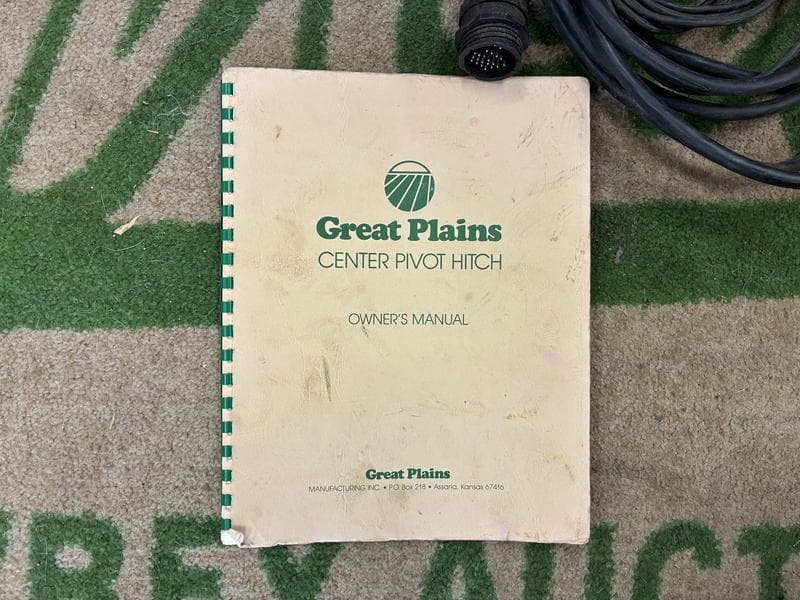 Great Plains
CENTER PIVOT HITCH
OWNER'S MANUAL
Great Plains
MANUFACTURING INC. • P.O. Box 218 • Assaria, Kansas 67416